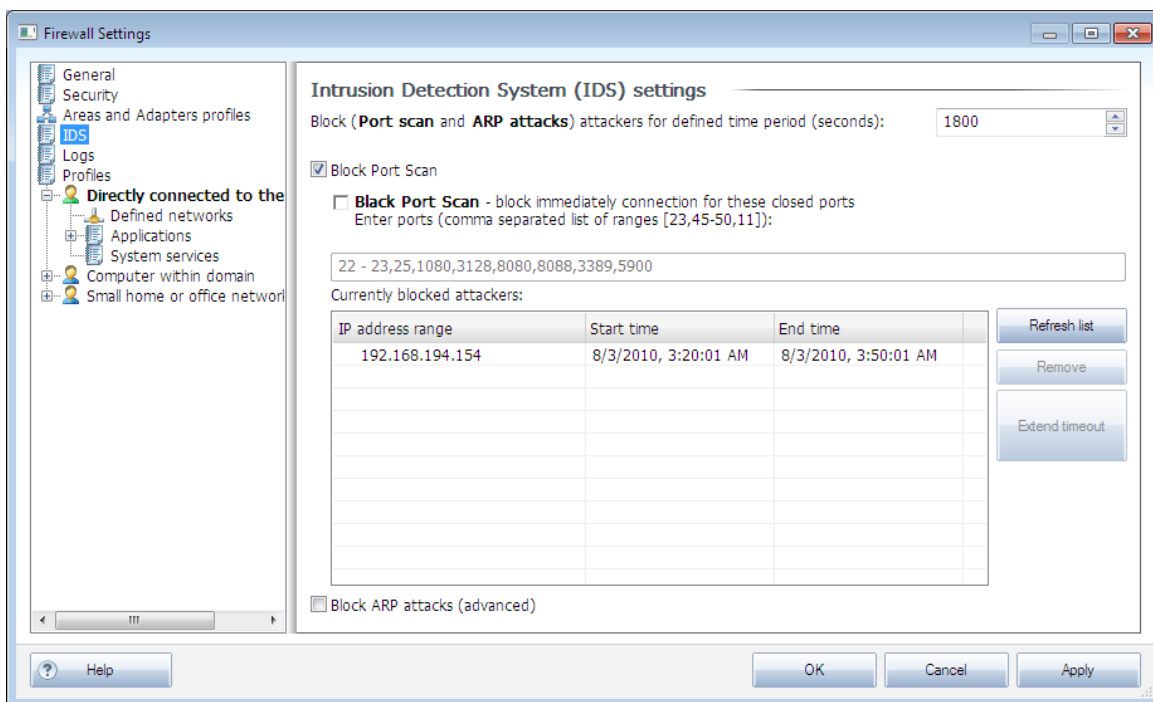 Firewall Settings
General
Security
Areas and Adapters profiles
IDS
Logs
Profiles
Directly connected to the
Defined networks
Applications
System services
Computer within domain
Small home or office network
Intrusion Detection System (IDS) settings
Block (Port scan and ARP attacks) attackers for defined time period (seconds): 1800
Block Port Scan
Black Port Scan - block immediately connection for these closed ports
Enter ports (comma separated list of ranges [23,45-50,11]):
22 - 23,25,1080,3128,8080,8088,3389,5900
Currently blocked attackers:
IP address range Start time End time
192.168.194.154 8/3/2010, 3:20:01 AM 8/3/2010, 3:50:01 AM
Refresh list
Remove
Extend timeout
Block ARP attacks (advanced)
Help OK Cancel Apply